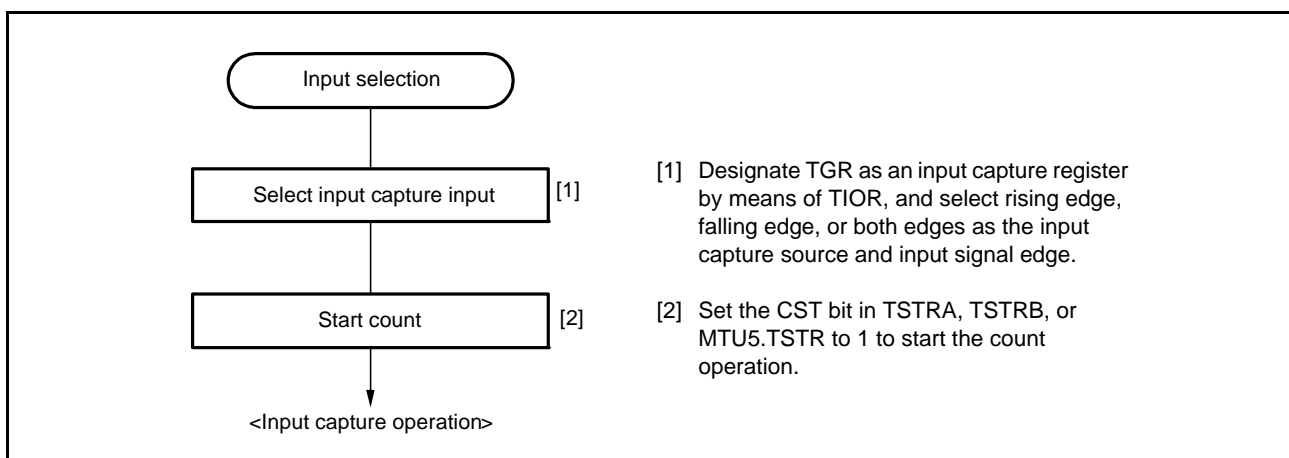 Input selection
Select input capture input
[1]
[1] Designate TGR as an input capture register
by means of TIOR, and select rising edge,
falling edge, or both edges as the input
capture source and input signal edge.
Start count
[2]
[2] Set the CST bit in TSTRA, TSTRB, or
MTU5.TSTR to 1 to start the count
operation.
<Input capture operation>